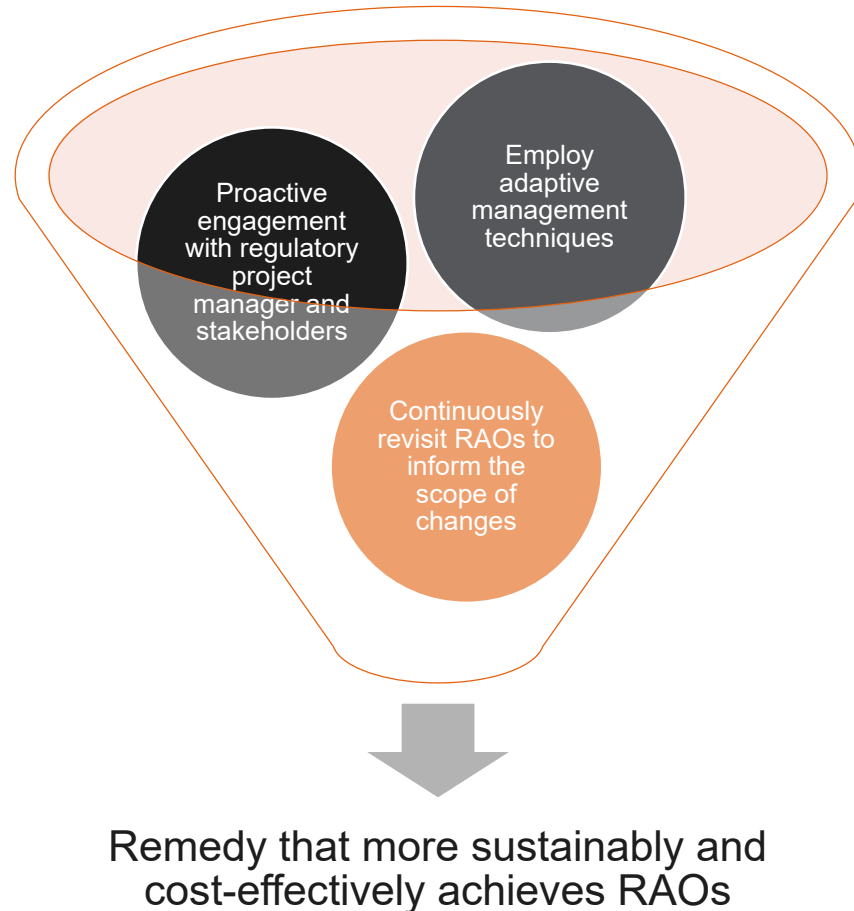 Proactive
engagement
with regulatory
project
manager and
stakeholders
Employ
adaptive
management
techniques
Continuously
revisit RAOs to
inform the
scope of
changes
Remedy that more sustainably and
cost-effectively achieves RAOs